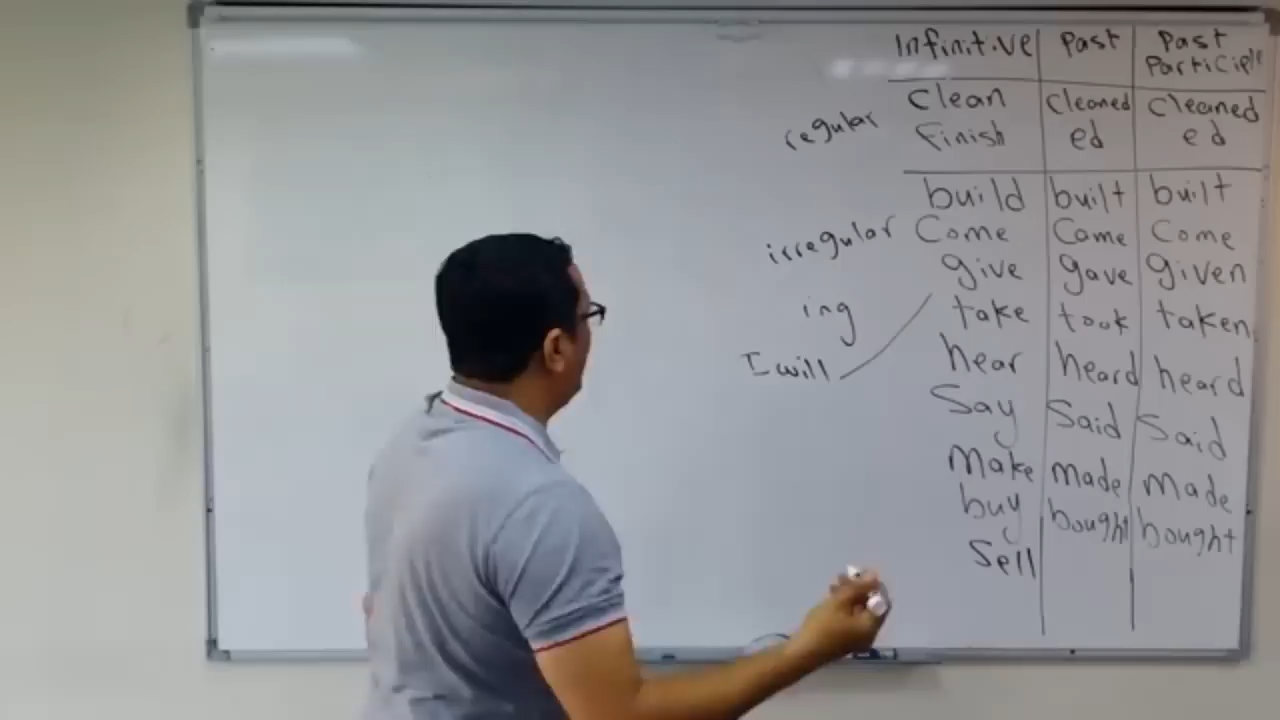 Infinitive Past Past Participle
regular
Clean Cleaned Cleaned
Finish ed ed
irregular
build built built
Come Came Come
give gave given
ing
take took taken
I will
hear heard heard
Say Said Said
Make Made Made
buy bought bought
Sell